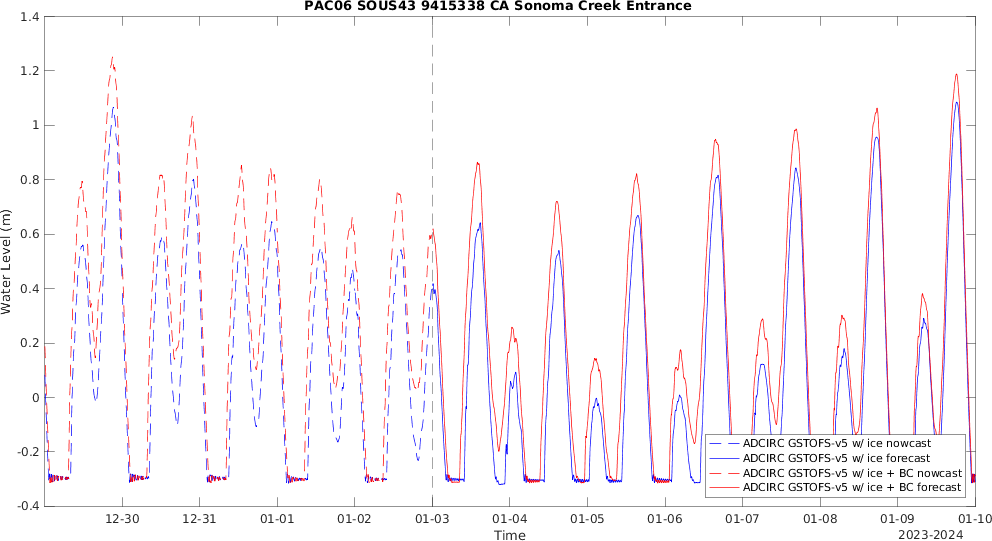 PAC06 SOUS43 9415338 CA Sonoma Creek Entrance
1.4
1.2
1
0.8
0.6
0.4
0.2
0
-0.2
-0.4
Water Level (m)
ADCIRC GSTOFS-v5 w/ ice nowcast
ADCIRC GSTOFS-v5 w/ ice forecast
ADCIRC GSTOFS-v5 w/ ice + BC nowcast
ADCIRC GSTOFS-v5 w/ ice + BC forecast
12-30 12-31 01-01 01-02 01-03 01-04 01-05 01-06 01-07 01-08 01-09 01-10
Time
2023-2024